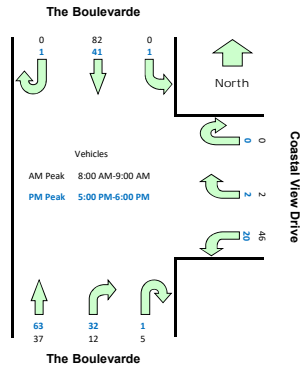 The Boulevarde
0 82 0
1 41 1
North
0 0
Vehicles
AM Peak 8:00 AM-9:00 AM
2 2
PM Peak 5:00 PM-6:00 PM
20 46
Coastal View Drive
63 32 1
37 12 5
The Boulevarde